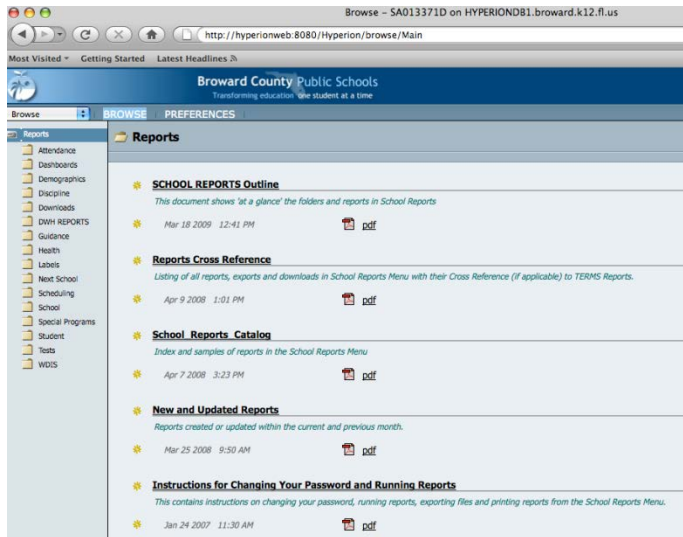 Browse – SA013371D on HYPERIONDB1.broward.k12.fl.us
http://hyperionweb:8080/Hyperion/browse/Main
Most Visited Getting Started Latest Headlines
Broward County Public Schools
Transforming education one student at a time
Browse BROWSE PREFERENCES
Reports
Attendance
Dashboards
Demographics
Discipline
Downloads
DWH REPORTS
Guidance
Health
Labels
Next School
Scheduling
School
Special Programs
Student
Tests
WDIS
Reports
SCHOOL REPORTS Outline
This document shows 'at a glance' the folders and reports in School Reports
Mar 18 2009 12:41 PM pdf
Reports Cross Reference
Listing of all reports, exports and downloads in School Reports Menu with their Cross Reference (if applicable) to TERMS Reports.
Apr 9 2008 1:01 PM pdf
School Reports Catalog
Index and samples of reports in the School Reports Menu
Apr 7 2008 3:23 PM pdf
New and Updated Reports
Reports created or updated within the current and previous month.
Mar 25 2008 9:50 AM pdf
Instructions for Changing Your Password and Running Reports
This contains instructions on changing your password, running reports, exporting files and printing reports from the School Reports Menu.
Jan 24 2007 11:30 AM pdf